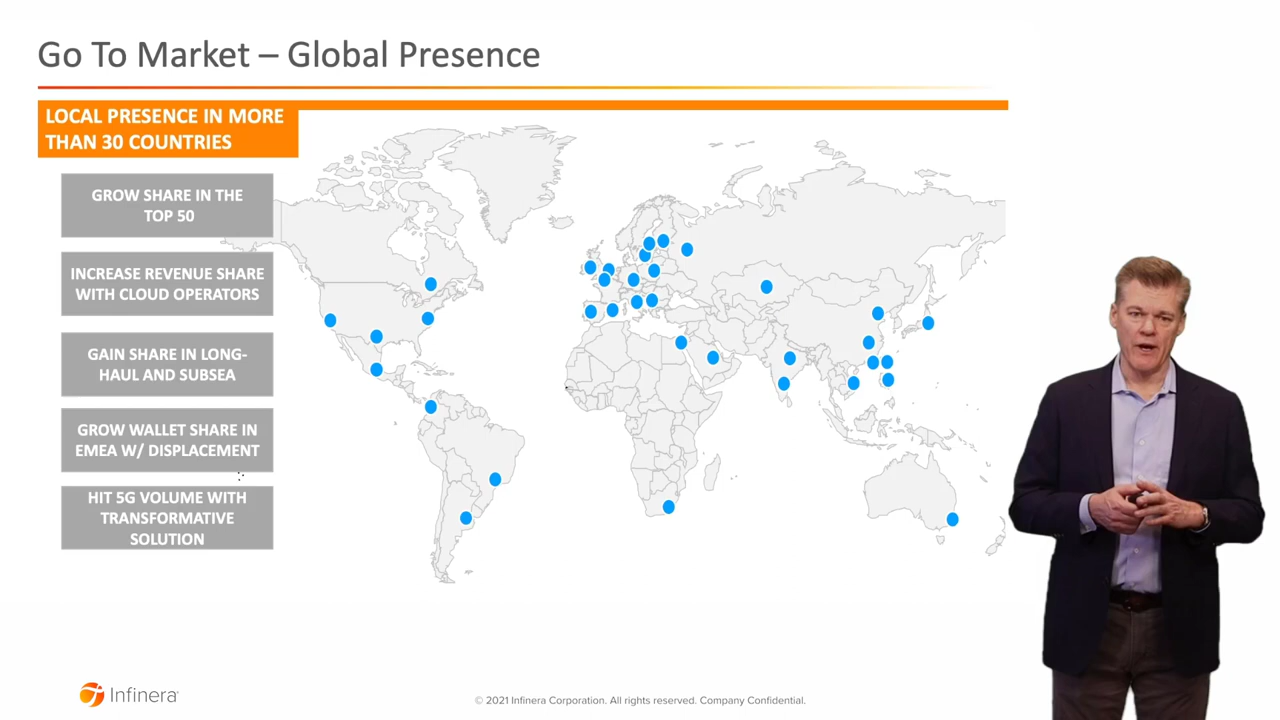 Go To Market – Global Presence
LOCAL PRESENCE IN MORE
THAN 30 COUNTRIES
GROW SHARE IN THE
TOP 50
INCREASE REVENUE SHARE
WITH CLOUD OPERATORS
GAIN SHARE IN LONG-
HAUL AND SUBSEA
GROW WALLET SHARE IN
EMEA W/ DISPLACEMENT
HIT 5G VOLUME WITH
TRANSFORMATIVE
SOLUTION
Infinera
© 2021 Infinera Corporation. All rights reserved. Company Confidential.